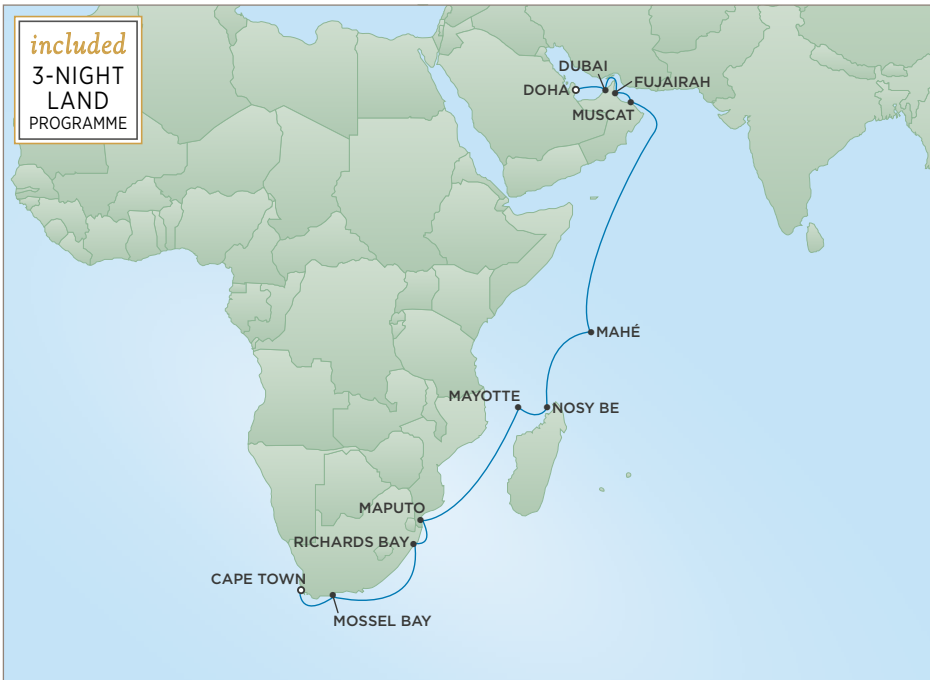 included
3-NIGHT
LAND
PROGRAMME
DUBAI
DOHA
FUJAIRAH
MUSCAT
MAHÉ
MAYOTTE
NOSY BE
MAPUTO
RICHARDS BAY
CAPE TOWN
MOSSEL BAY